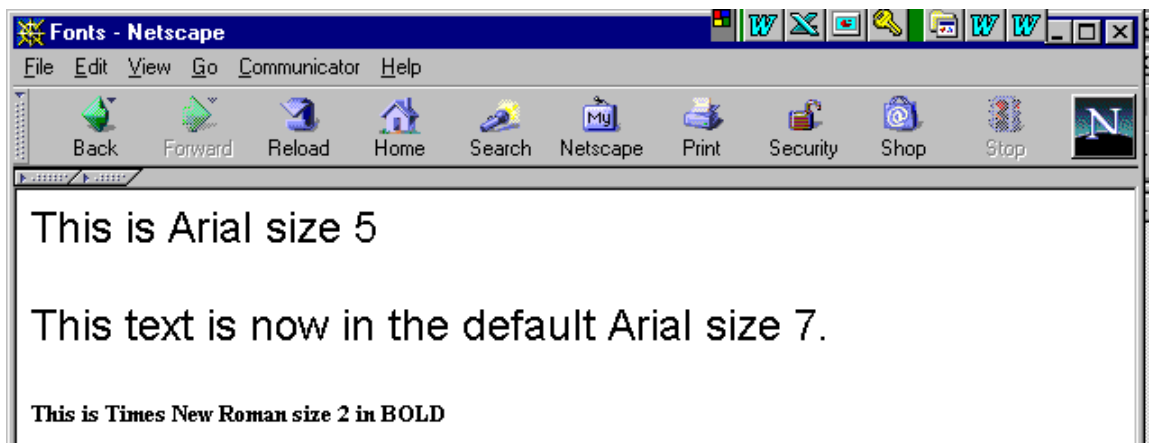 Fonts - Netscape
File Edit View Go Communicator Help
My N
Back Forward Reload Home Search Netscape Print Security Shop Stop
This is Arial size 5
This text is now in the default Arial size 7.
This is Times New Roman size 2 in BOLD